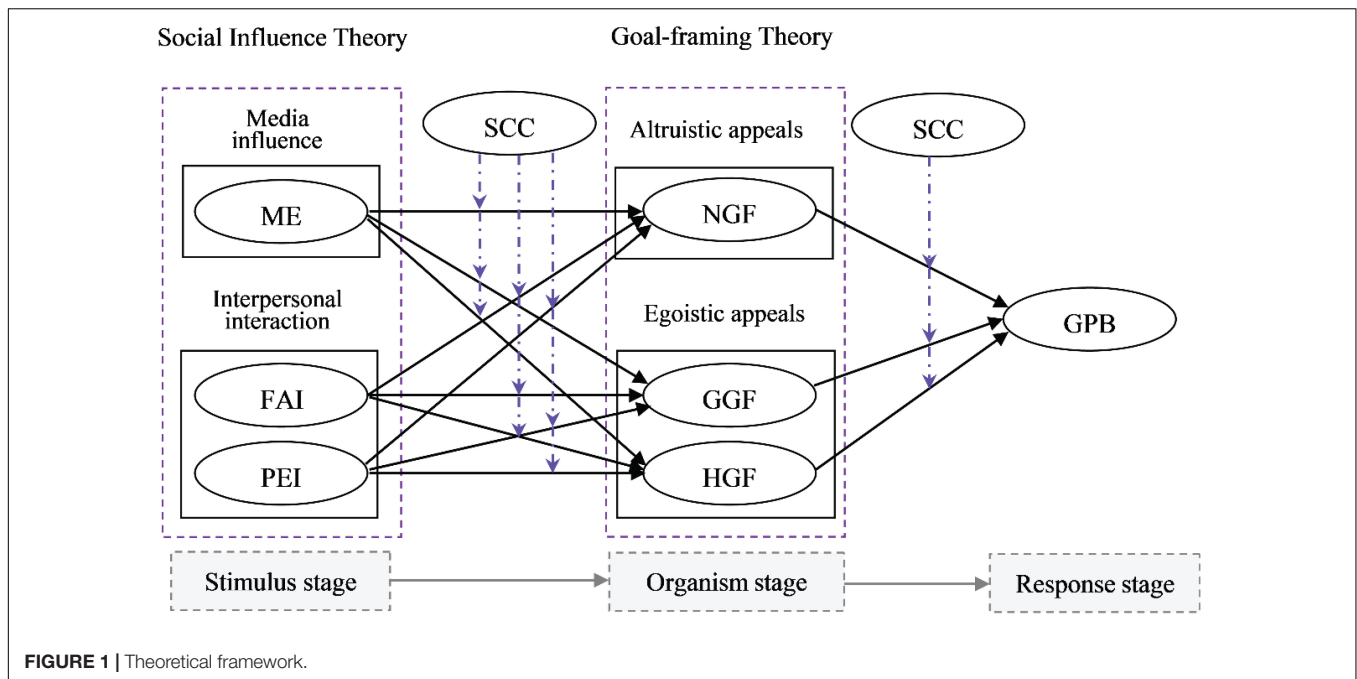 Social Influence Theory
Goal-framing Theory
Media
influence
SCC
Altruistic appeals
SCC
ME
NGF
Interpersonal
interaction
Egoistic appeals
GPB
FAI
GGF
PEI
HGF
Stimulus stage
Organism stage
Response stage
FIGURE 1 | Theoretical framework.